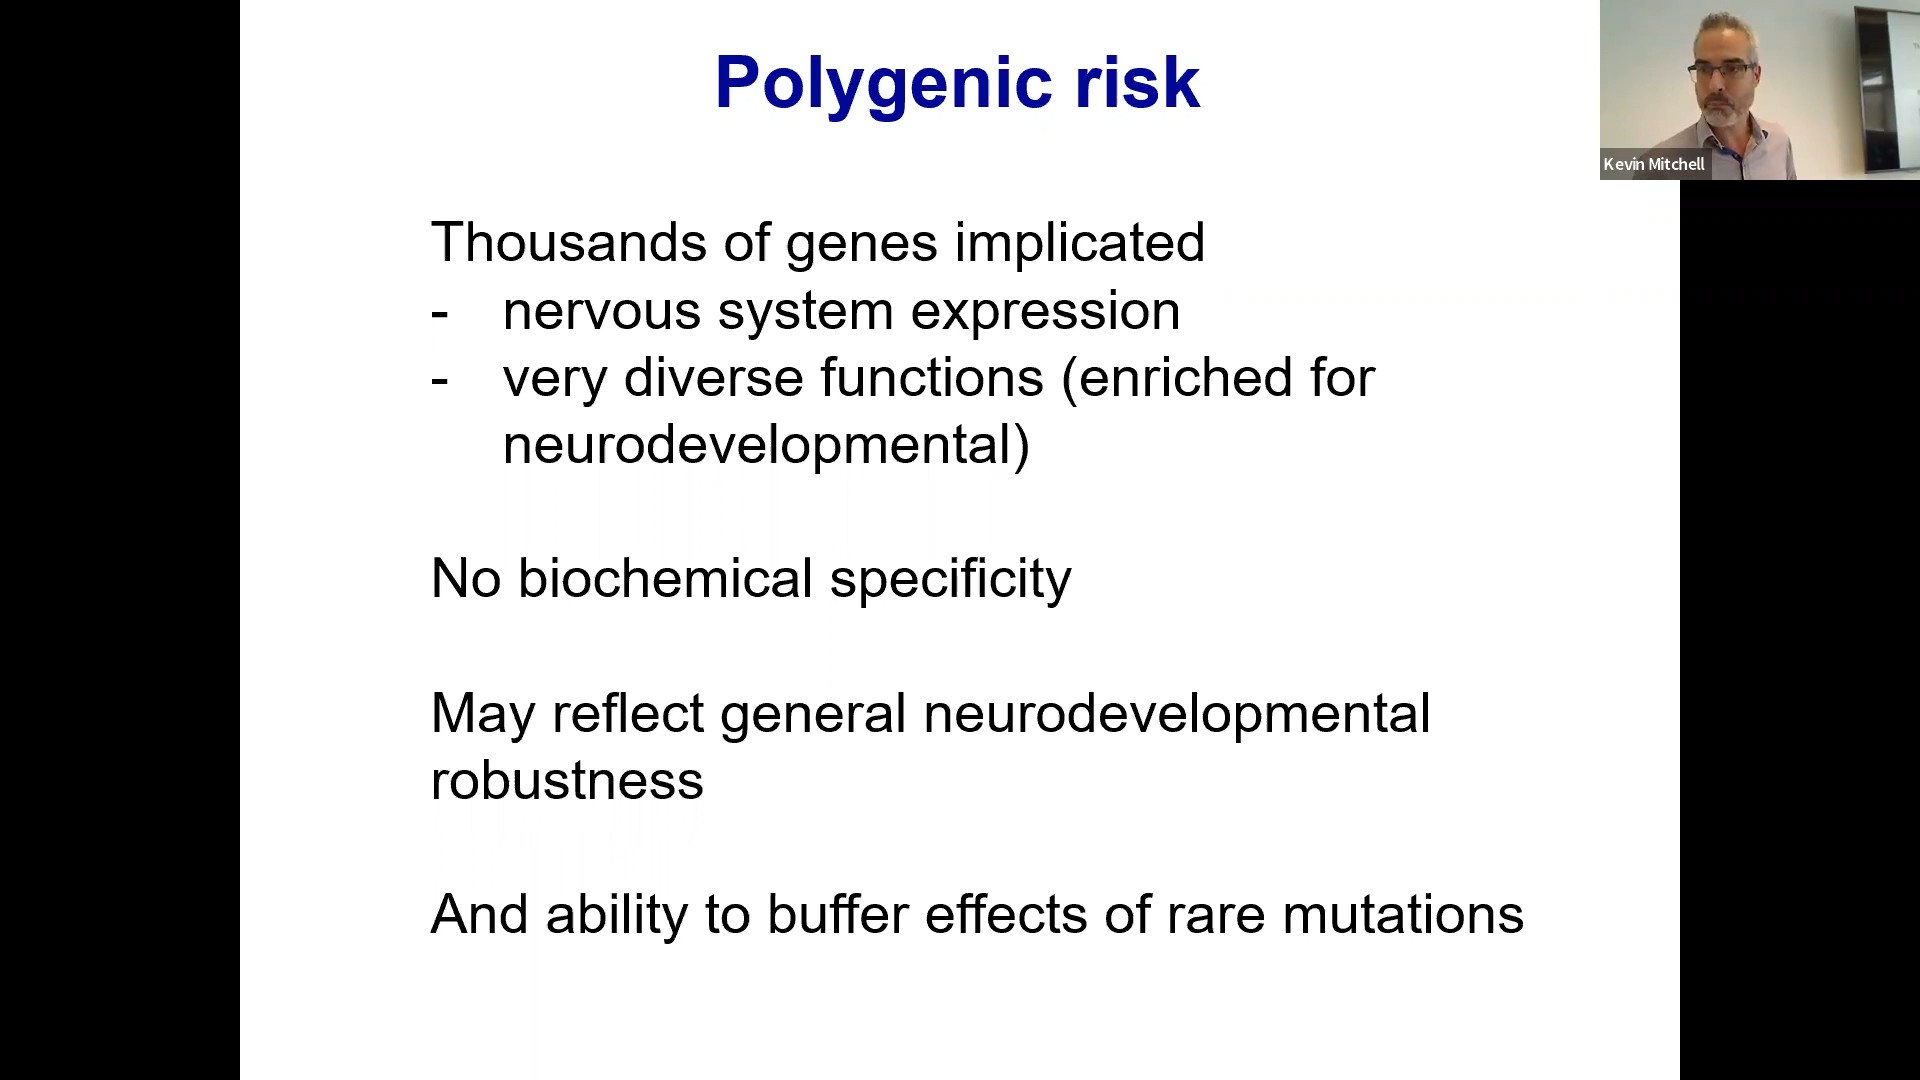 Polygenic risk
Kevin Mitchell
Thousands of genes implicated
- nervous system expression
- very diverse functions (enriched for
neurodevelopmental)
No biochemical specificity
May reflect general neurodevelopmental
robustness
And ability to buffer effects of rare mutations